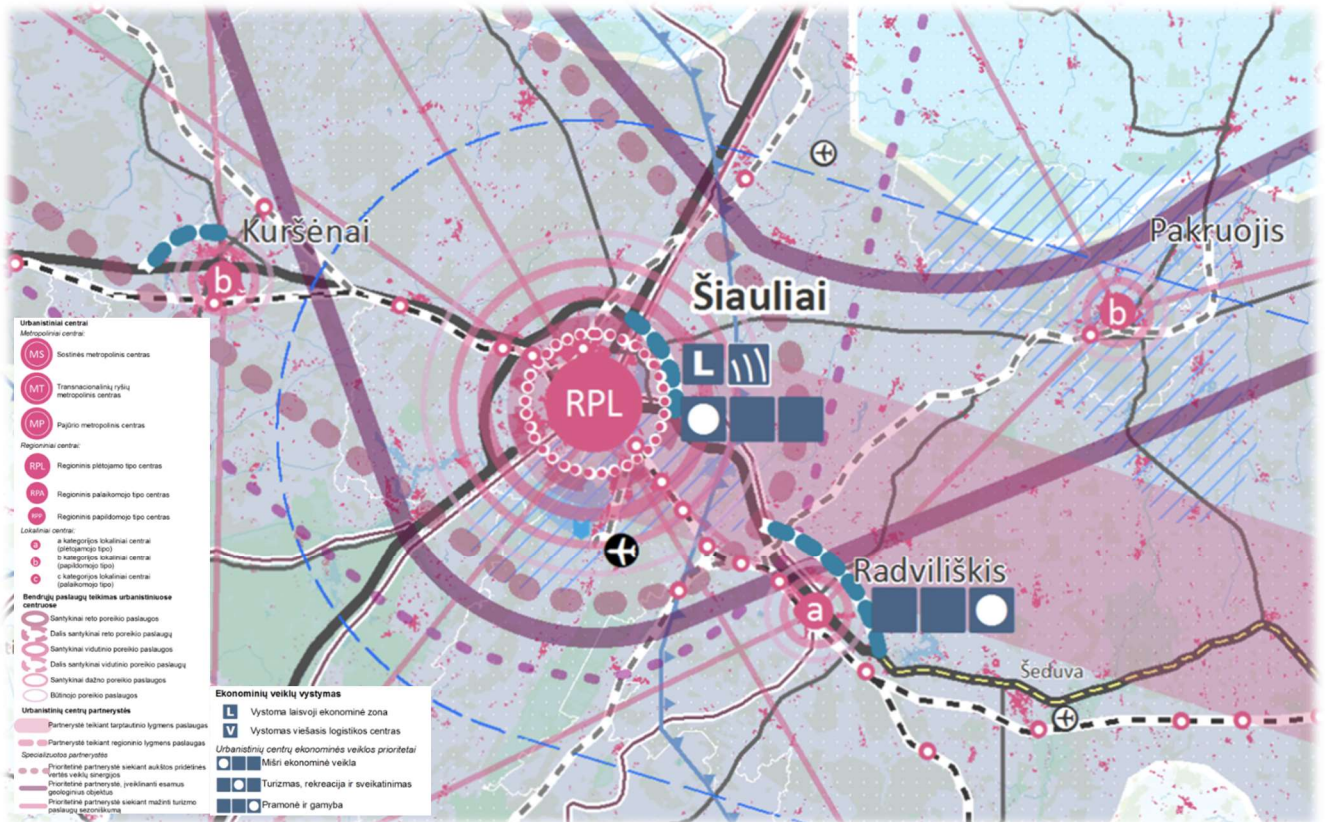 Kuršėnai
b
Pakruojis
b
Šiauliai
L
RPL
Radviliškis
a
Šeduva
Urbanistiniai centrai
Metropoliniai centrai:
MS Sostinės metropolinis centras
MT Transnacionalinių ryšių
metropolinis centras
MP Pajūrio metropolinis centras
Regioniniai centrai:
RPL Regioninis plėtojamo tipo centras
RPA Regioninis palaikomojo tipo centras
RPP Regioninis papildomojo tipo centras
Lokaliniai centrai:
a a kategorijos lokaliniai centrai
(plėtojamojo tipo)
b b kategorijos lokaliniai centrai
(papildomojo tipo)
c c kategorijos lokaliniai centrai
(palaikomojo tipo)
Bendrųjų paslaugų teikimas urbanistiniuose
centruose
Santykinai reto poreikio paslaugos
Dalis santykinai reto poreikio paslaugų
Santykinai vidutinio poreikio paslaugos
Dalis santykinai vidutinio poreikio paslaugų
Santykinai dažno poreikio paslaugos
Būtinojo poreikio paslaugos
Urbanistinių centrų partnerystės
Partnerystė teikiant tarptautinio lygmens paslaugas
Partnerystė teikiant regioninio lygmens paslaugas
Specializuotos partnerystės
Prioritetinė partnerystė siekiant aukštos pridėtinės
vertės veiklų sinergijos
Prioritetinė partnerystė, įveiklinanti esamus
geologinius objektus
Prioritetinė partnerystė siekiant mažinti turizmo
paslaugų sezoniškumą
Ekonominių veiklų vystymas
L Vystoma laisvoji ekonominė zona
V Vystomas viešasis logistikos centras
Urbanistinių centrų ekonominės veiklos prioritetai
Mišri ekonominė veikla
Turizmas, rekreacija ir sveikatinimas
Pramonė ir gamyba